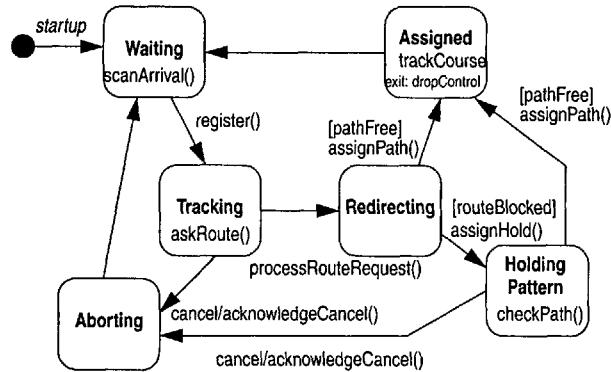 startup
Waiting
scanArrival()
Assigned
trackCourse
exit: dropControl
[pathFree]
assignPath()
register()
[pathFree]
assignPath()
Tracking
askRoute()
Redirecting
[routeBlocked]
assignHold()
processRouteRequest()
Holding
Pattern
checkPath()
Aborting
cancel/acknowledgeCancel()
cancel/acknowledgeCancel()